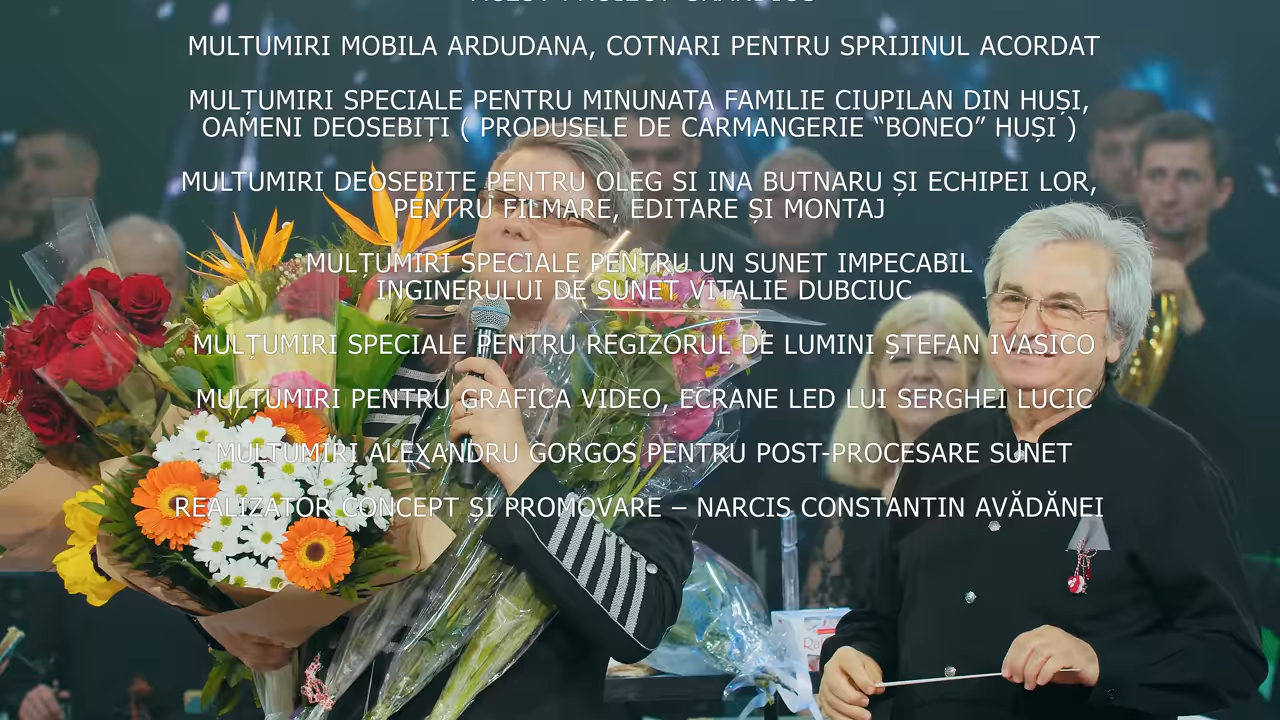 MULTUMIRI MOBILA ARDUDANA, COTNARI PENTRU SPRIJINUL ACORDAT
MULȚUMIRI SPECIALE PENTRU MINUNATA FAMILIE CIUPILAN DIN HUȘI,
OAMENI DEOSEBIȚI ( PRODUSELE DE CARMANGERIE “BONEO” HUȘI )
MULTUMIRI DEOSEBITE PENTRU OLEG SI INA BUTNARU ȘI ECHIPEI LOR,
PENTRU FILMARE, EDITARE ȘI MONTAJ
MULȚUMIRI SPECIALE PENTRU UN SUNET IMPECABIL
INGINERULUI DE SUNET VITALIE DUBCIUC
MULȚUMIRI SPECIALE PENTRU REGIZORUL DE LUMINI ȘTEFAN IVASICO
MULȚUMIRI PENTRU GRAFICA VIDEO, ECRANE LED LUI SERGHEI LUCIC
MULTUMIRI ALEXANDRU GORGOS PENTRU POST-PROCESARE SUNET
REALIZATOR CONCEPT ȘI PROMOVARE – NARCIS CONSTANTIN AVĂDĂNEI